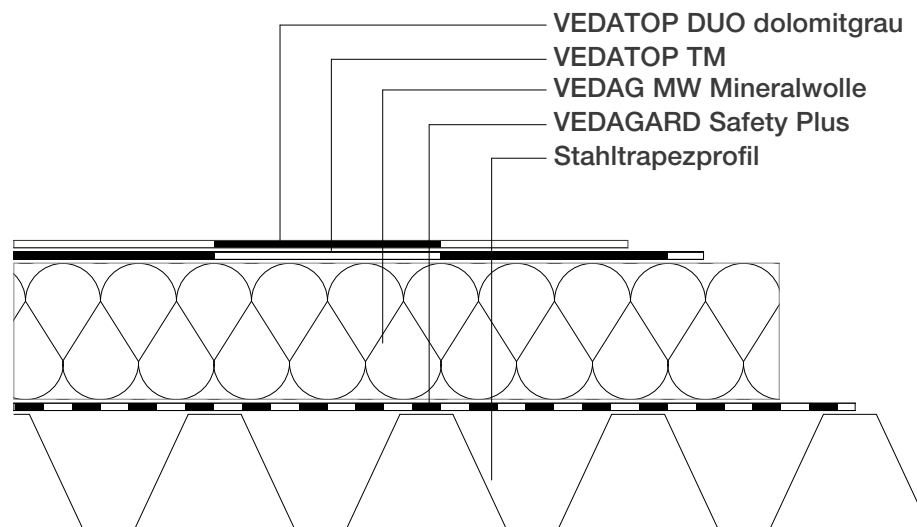 VEDATOP DUO dolomitgrau
VEDATOP TM
VEDAG MW Mineralwolle
VEDAGARD Safety Plus
Stahltrapezprofil